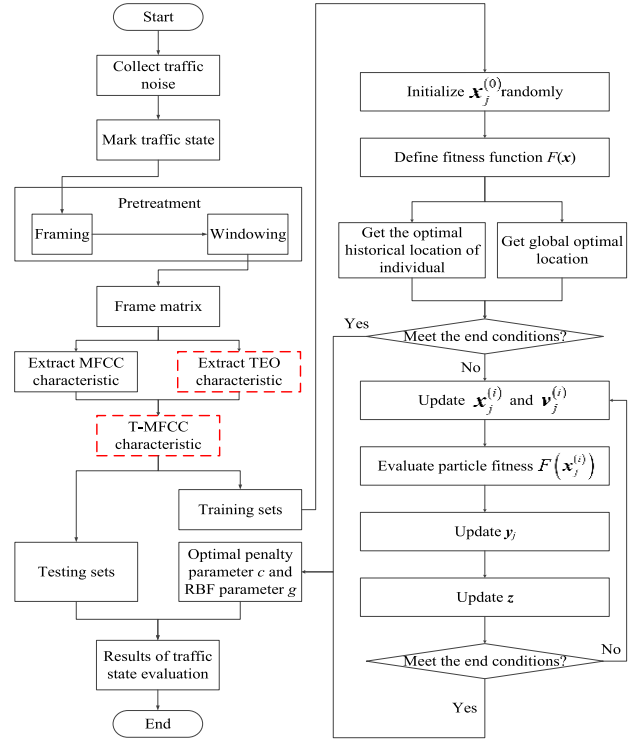 Start
Collect traffic
noise
Mark traffic state
Pretreatment
Framing
Windowing
Frame matrix
Extract MFCC
characteristic
Extract TEO
characteristic
T-MFCC
characteristic
Training sets
Testing sets
Optimal penalty
parameter c and
RBF parameter g
Results of traffic
state evaluation
End
Initialize x_j^(0) randomly
Define fitness function F(x)
Get the optimal
historical location of
individual
Get global optimal
location
Yes
Meet the end conditions?
No
Update x_j^(i) and v_j^(i)
Evaluate particle fitness F(x_j^(i))
Update y_j
Update z
No
Meet the end conditions?
Yes